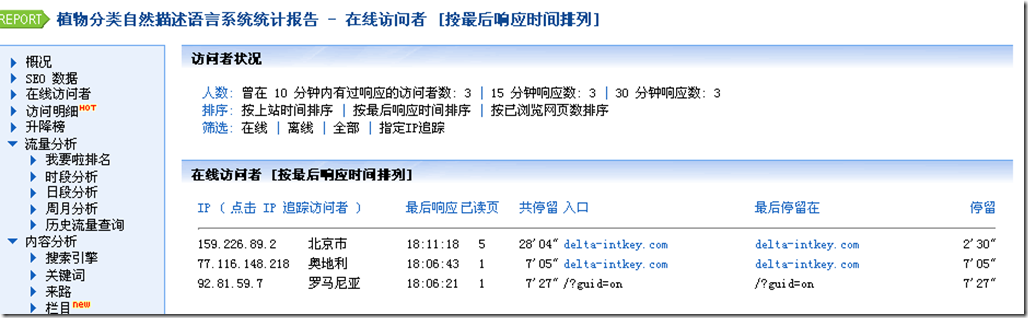 REPORT 植物分类自然描述语言系统统计报告 - 在线访问者 [按最后响应时间排列]
概况
SEO 数据
在线访问者
访问明细HOT
升降榜
流量分析
我要啦排名
时段分析
日段分析
周月分析
历史流量查询
内容分析
搜索引擎
关键词
来路
栏目new
访问者状况
人数: 曾在 10 分钟内有过响应的访问者数: 3 | 15 分钟响应数: 3 | 30 分钟响应数: 3
排序: 按上站时间排序 | 按最后响应时间排序 | 按已浏览网页数排序
筛选: 在线 | 离线 | 全部 | 指定IP追踪
在线访问者 [按最后响应时间排列]
IP ( 点击 IP 追踪访问者 ) 最后响应 已读页 共停留 入口 最后停留在 停留
159.226.89.2 北京市 18:11:18 5 28'04" delta-intkey.com delta-intkey.com 2'30"
77.116.148.218 奥地利 18:06:43 1 7'05" delta-intkey.com delta-intkey.com 7'05"
92.81.59.7 罗马尼亚 18:06:21 1 7'27" /?guid=on /?guid=on 7'27"